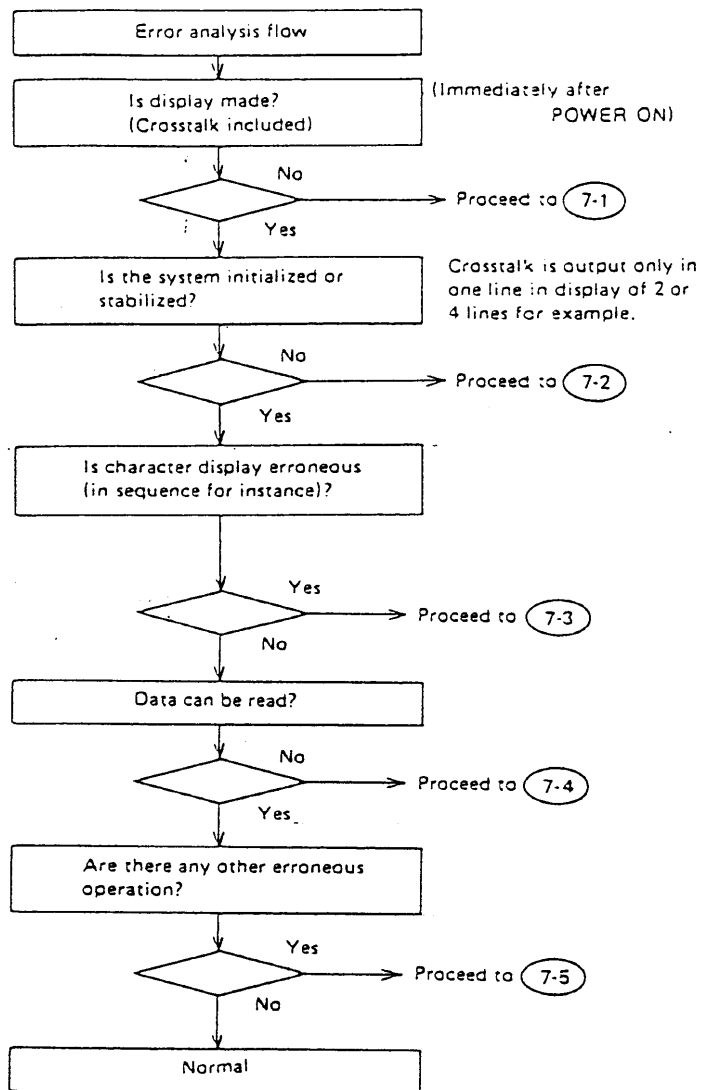 Error analysis flow
Is display made?
(Crosstalk included)
(Immediately after
POWER ON)
No
Proceed to 7-1
Yes
Is the system initialized or
stabilized?
Crosstalk is output only in
one line in display of 2 or
4 lines for example.
No
Proceed to 7-2
Yes
Is character display erroneous
(in sequence for instance)?
Yes
Proceed to 7-3
No
Data can be read?
No
Proceed to 7-4
Yes
Are there any other erroneous
operation?
Yes
Proceed to 7-5
No
Normal